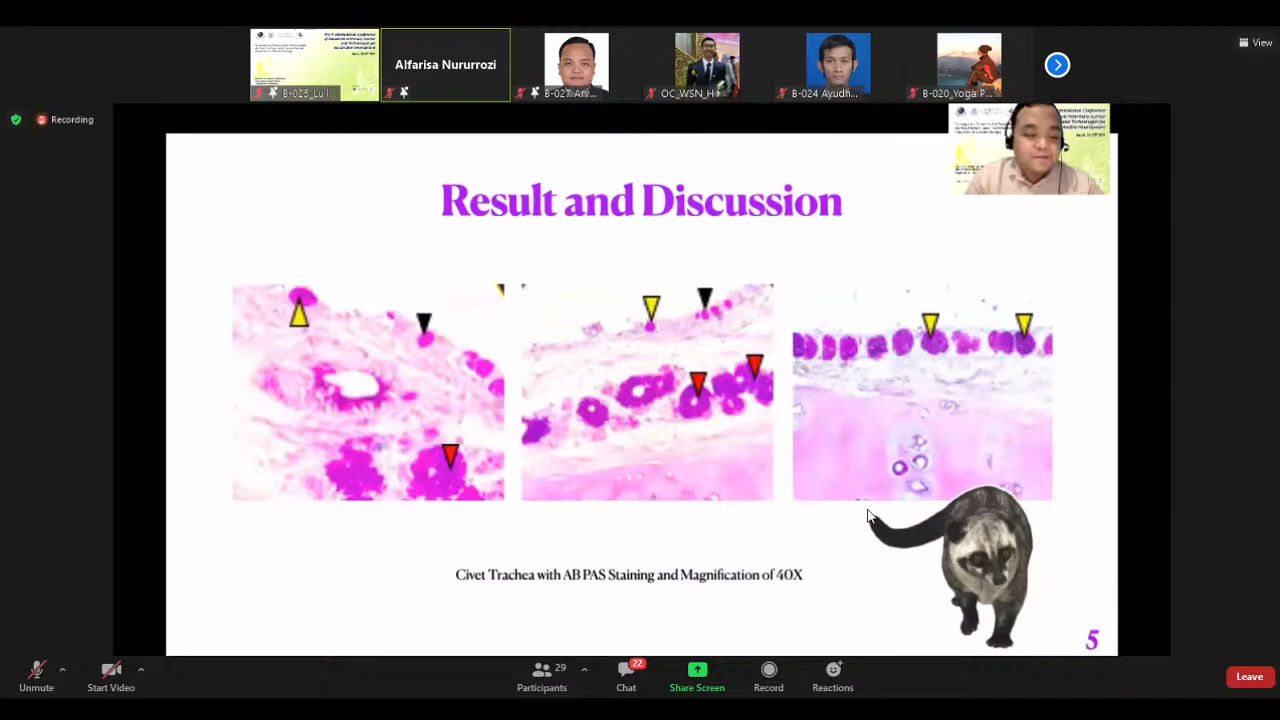 Alfarisa Nururrozi
B-027 Anv...
OC_WSN_H
B-024 Ayudh...
B-020_Yoga P...
View
Recording
Result and Discussion
Civet Trachea with AB PAS Staining and Magnification of 40X
5
Unmute
Start Video
Participants
29
Chat
22
Share Screen
Record
Reactions
Leave